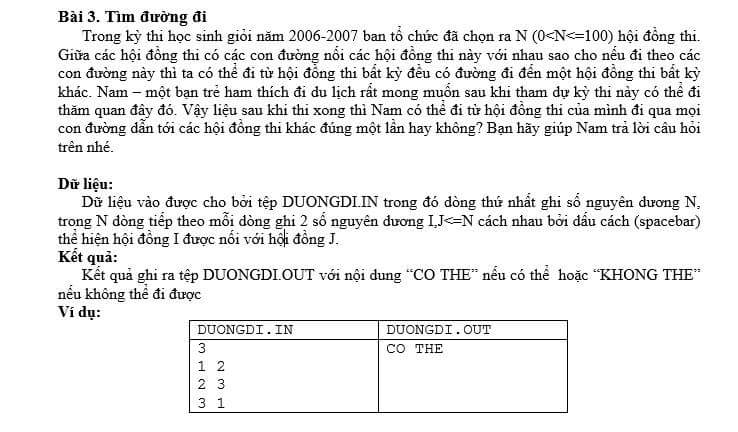 Bài 3. Tìm đường đi
Trong kỳ thi học sinh giỏi năm 2006-2007 ban tổ chức đã chọn ra N (0<N<=100) hội đồng thi.
Giữa các hội đồng thi có các con đường nối các hội đồng thi này với nhau sao cho nếu đi theo các
con đường này thì ta có thể đi từ hội đồng thi bất kỳ đều có đường đi đến một hội đồng thi bất kỳ
khác. Nam – một bạn trẻ ham thích đi du lịch rất mong muốn sau khi tham dự kỳ thi này có thể đi
thăm quan đây đó. Vậy liệu sau khi thi xong thì Nam có thể đi từ hội đồng thi của mình đi qua mọi
con đường dẫn tới các hội đồng thi khác đúng một lần hay không? Bạn hãy giúp Nam trả lời câu hỏi
trên nhé.
Dữ liệu:
Dữ liệu vào được cho bởi tệp DUONGDI.IN trong đó dòng thứ nhất ghi số nguyên dương N,
trong N dòng tiếp theo mỗi dòng ghi 2 số nguyên dương I,J<=N cách nhau bởi dấu cách (spacebar)
thể hiện hội đồng I được nối với hội đồng J.
Kết quả:
Kết quả ghi ra tệp DUONGDI.OUT với nội dung “CO THE” nếu có thể hoặc “KHONG THE”
nếu không thể đi được
Ví dụ:
DUONGDI.IN DUONGDI.OUT
3 CO THE
1 2
2 3
3 1